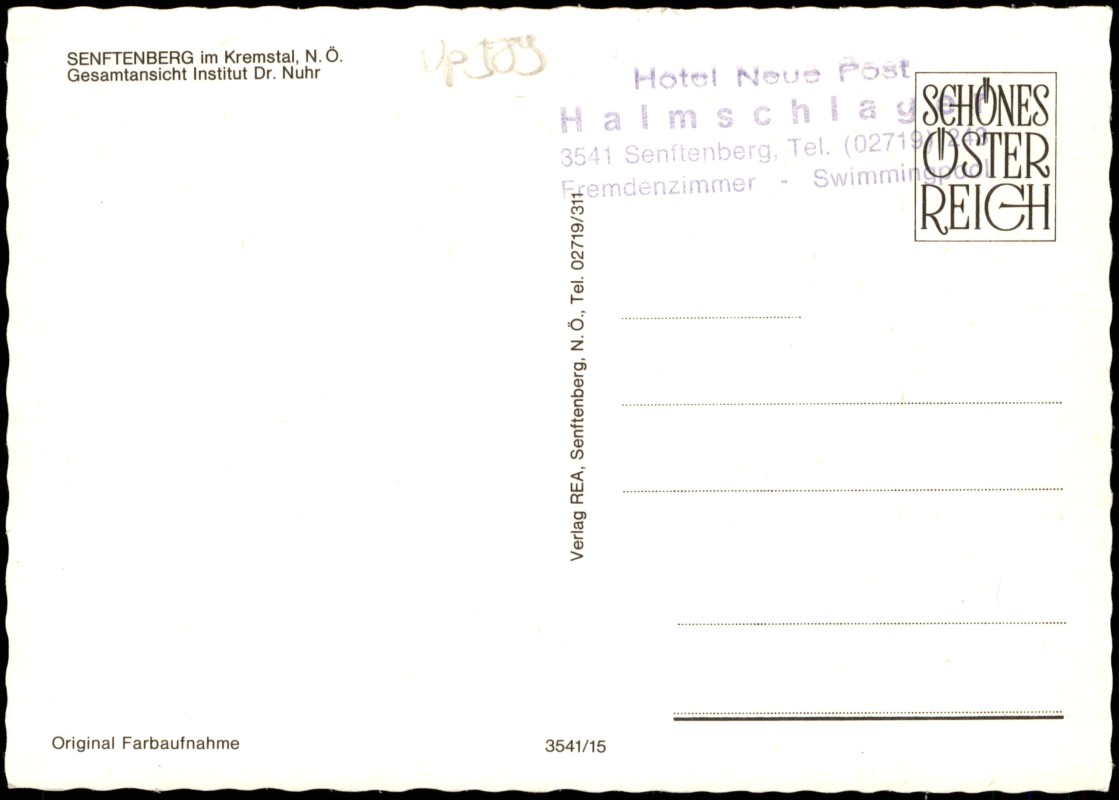 SENFTENBERG im Kremstal, N. Ö.
Gesamtansicht Institut Dr. Nuhr
Hotel Neue Post
Halmschlager
3541 Senftenberg, Tel. (02719)
Fremdenzimmer - Swimmingpool
SCHÖNES
ÖSTER
REICH
Verlag REA, Senftenberg, N. Ö., Tel. 02719/311
Original Farbaufnahme
3541/15